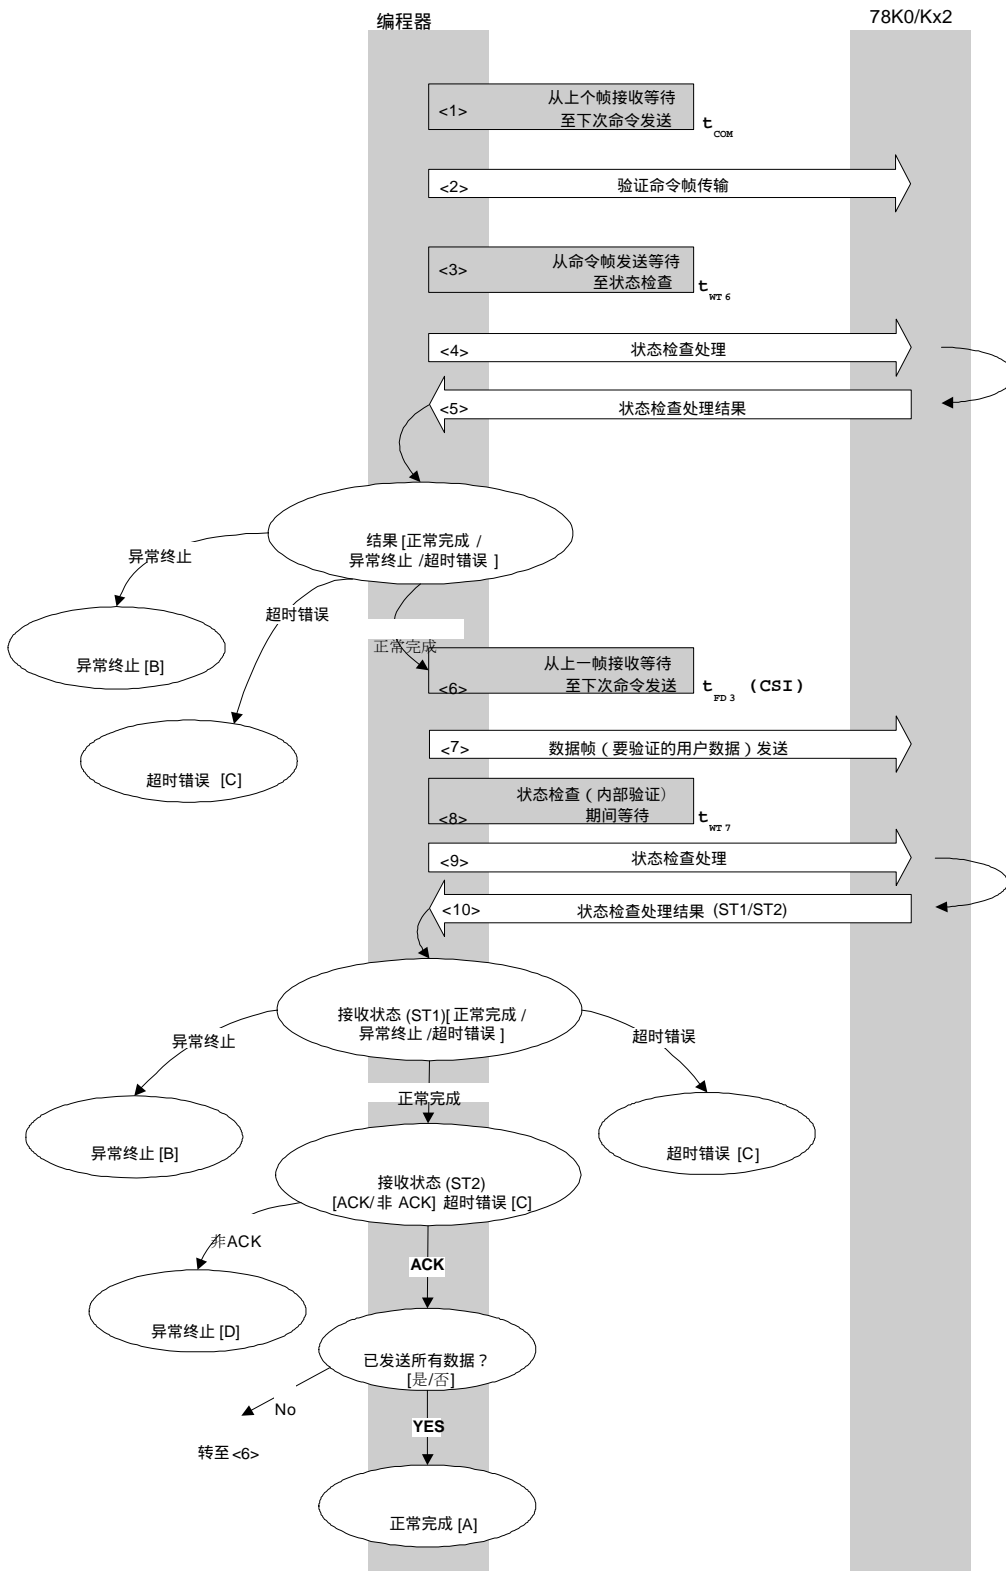 编程器
78K0/Kx2
<1> 从上个帧接收等待
至下次命令发送 tCOM
<2> 验证命令帧传输
<3> 从命令帧发送等待
至状态检查 tWT6
<4> 状态检查处理
<5> 状态检查处理结果
结果 [正常完成 /
异常终止 /超时错误 ]
异常终止
超时错误
正常完成
异常终止 [B]
从上一帧接收等待
<6> 至下次命令发送 tFD3 (CSI)
超时错误 [C]
<7> 数据帧（要验证的用户数据）发送
状态检查（内部验证）
<8> 期间等待 tWT7
<9> 状态检查处理
<10> 状态检查处理结果 (ST1/ST2)
接收状态 (ST1)[ 正常完成 /
异常终止 /超时错误 ]
异常终止
超时错误
正常完成
异常终止 [B]
超时错误 [C]
接收状态 (ST2)
[ACK/非 ACK] 超时错误 [C]
非ACK
ACK
异常终止 [D]
已发送所有数据？
[是/否]
No
YES
转至 <6>
正常完成 [A]